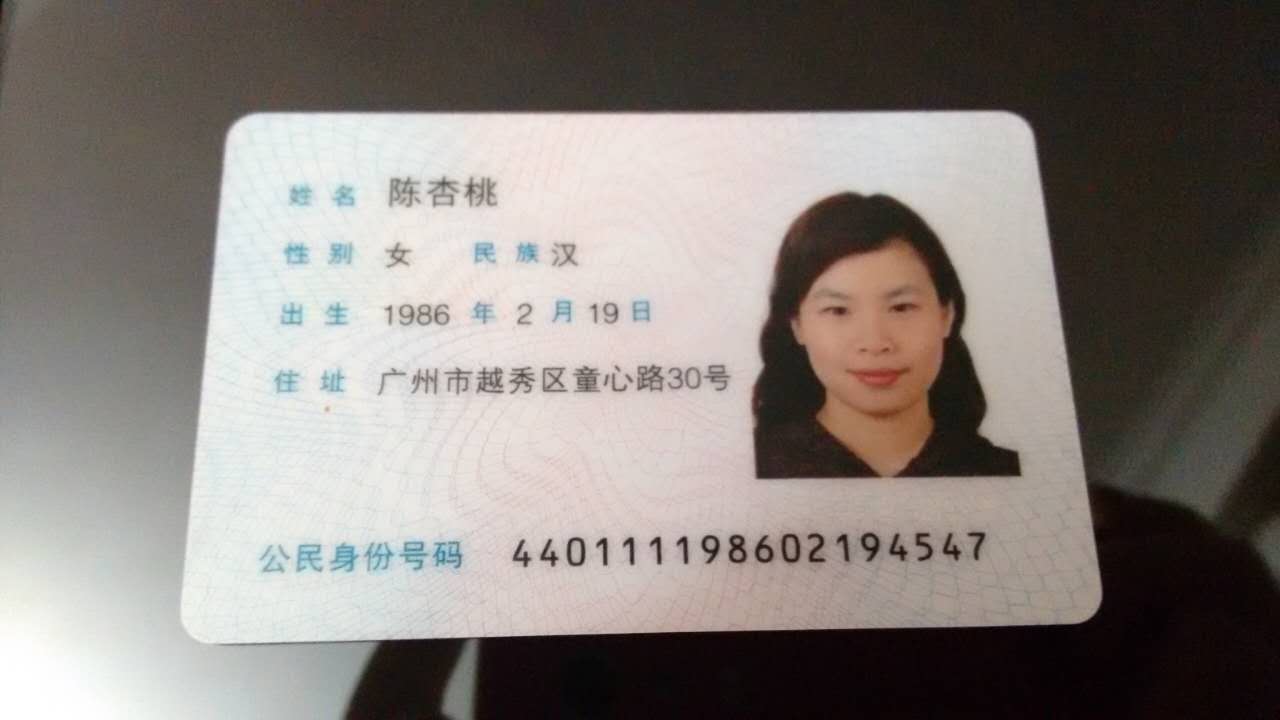 姓名 陈杏桃
性别 女 民族 汉
出生 1986 年 2 月 19 日
住址 广州市越秀区童心路30号
公民身份号码 440111198602194547